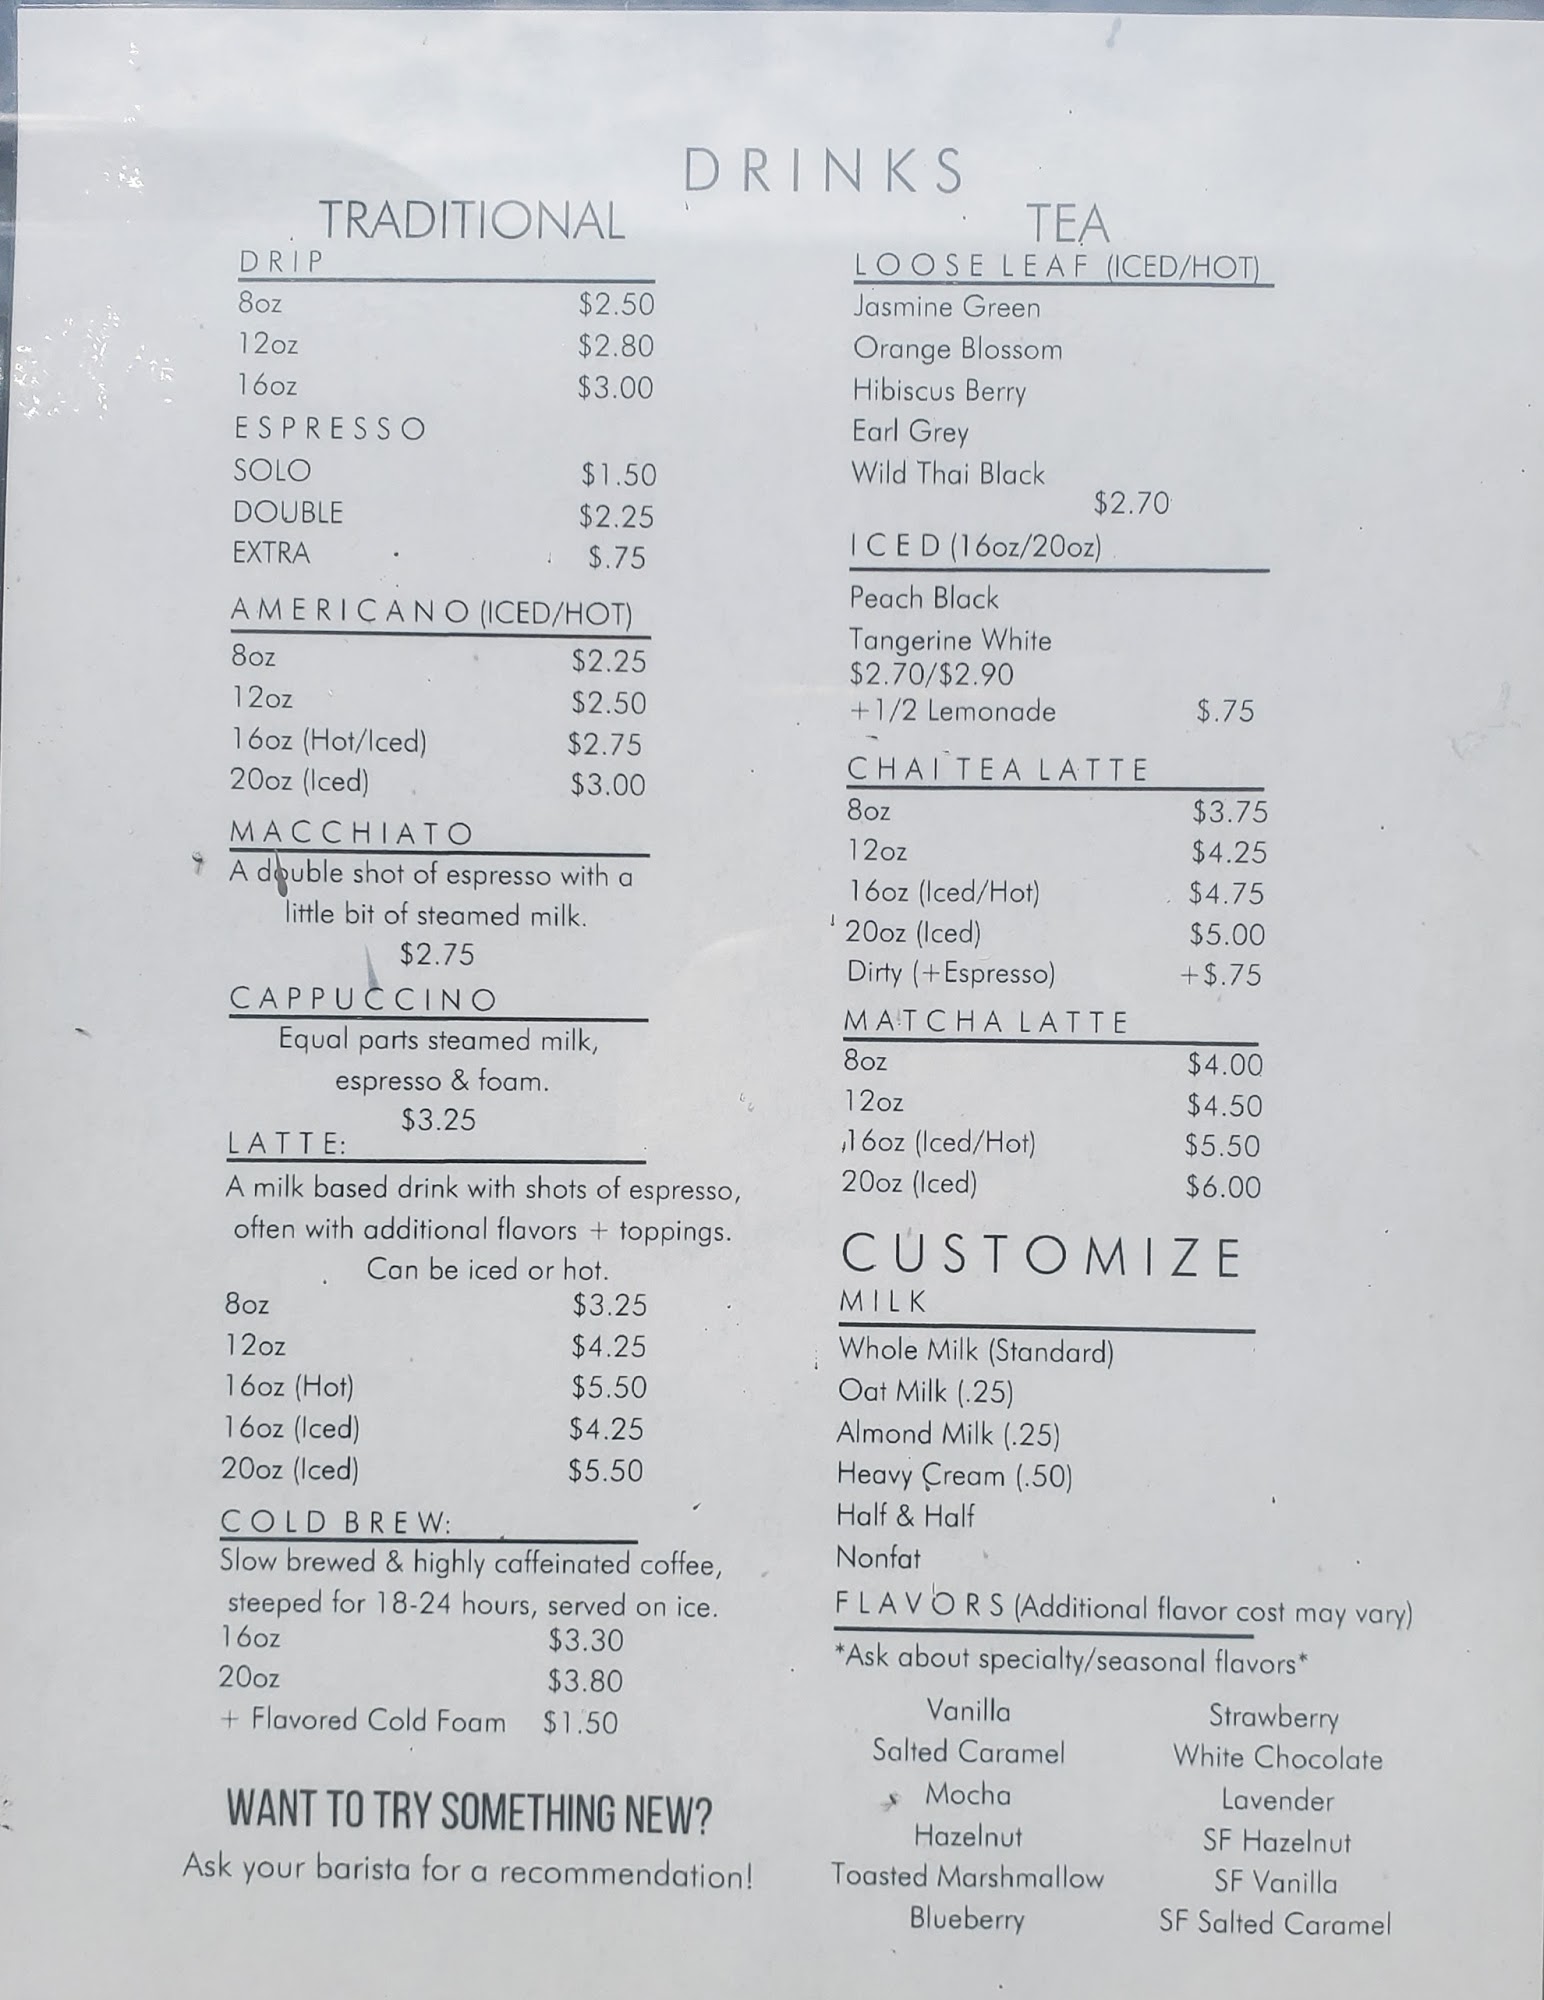 DRINKS
TRADITIONAL
DRIP
8oz $2.50
12oz $2.80
16oz $3.00
ESPRESSO
SOLO $1.50
DOUBLE $2.25
EXTRA $.75
AMERICANO (ICED/HOT)
8oz $2.25
12oz $2.50
16oz (Hot/Iced) $2.75
20oz (Iced) $3.00
MACCHIATO
A double shot of espresso with a
little bit of steamed milk.
$2.75
CAPPUCCINO
Equal parts steamed milk,
espresso & foam.
$3.25
LATTE:
A milk based drink with shots of espresso,
often with additional flavors + toppings.
Can be iced or hot.
8oz $3.25
12oz $4.25
16oz (Hot) $5.50
16oz (Iced) $4.25
20oz (Iced) $5.50
COLD BREW:
Slow brewed & highly caffeinated coffee,
steeped for 18-24 hours, served on ice.
16oz $3.30
20oz $3.80
+ Flavored Cold Foam $1.50
WANT TO TRY SOMETHING NEW?
Ask your barista for a recommendation!
TEA
LOOSE LEAF (ICED/HOT)
Jasmine Green
Orange Blossom
Hibiscus Berry
Earl Grey
Wild Thai Black
$2.70
ICED (16oz/20oz)
Peach Black
Tangerine White
$2.70/$2.90
+1/2 Lemonade $.75
CHAI TEA LATTE
8oz $3.75
12oz $4.25
16oz (Iced/Hot) $4.75
20oz (Iced) $5.00
Dirty (+Espresso) +$.75
MATCHA LATTE
8oz $4.00
12oz $4.50
16oz (Iced/Hot) $5.50
20oz (Iced) $6.00
CUSTOMIZE
MILK
Whole Milk (Standard)
Oat Milk (.25)
Almond Milk (.25)
Heavy Cream (.50)
Half & Half
Nonfat
FLAVORS (Additional flavor cost may vary)
*Ask about specialty/seasonal flavors*
Vanilla Strawberry
Salted Caramel White Chocolate
Mocha Lavender
Hazelnut SF Hazelnut
Toasted Marshmallow SF Vanilla
Blueberry SF Salted Caramel